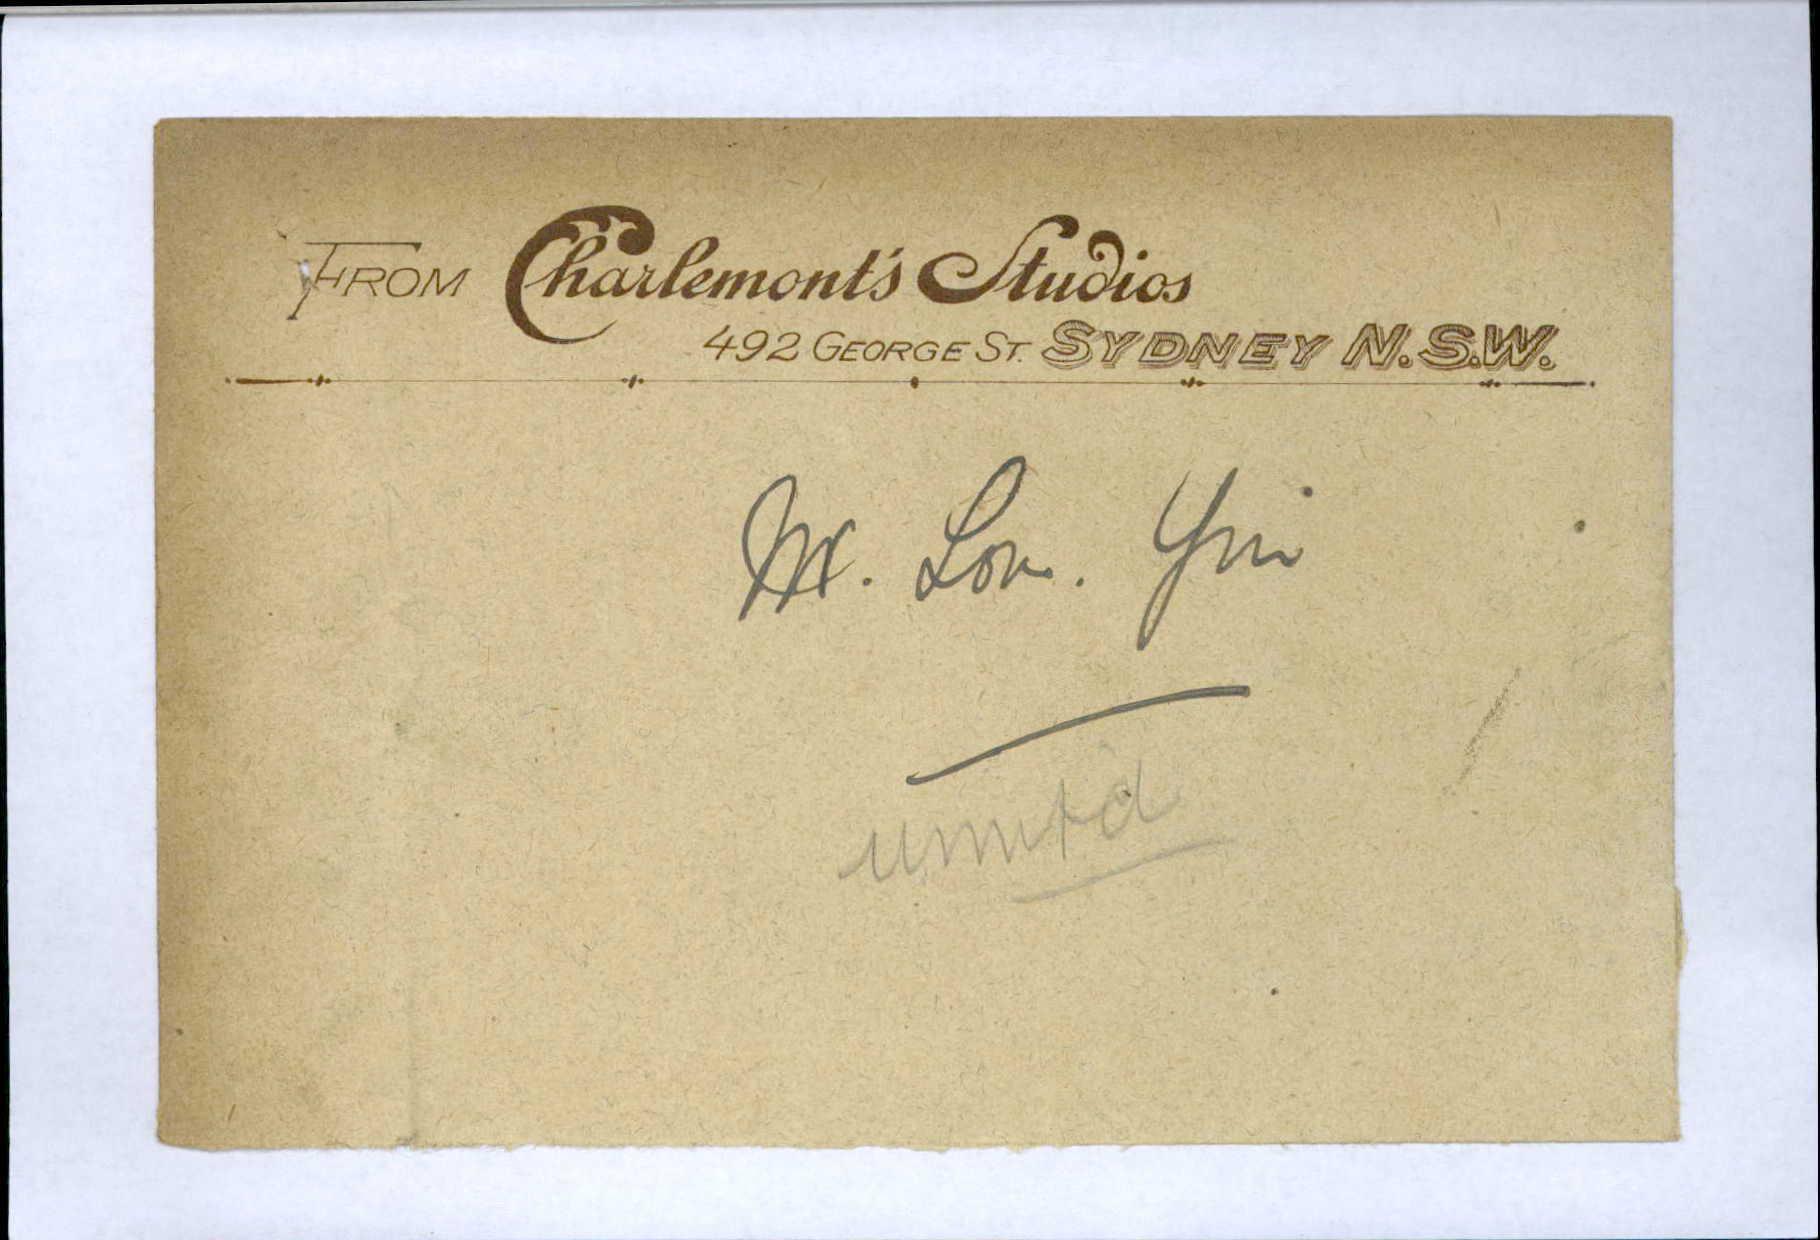 FROM Charlemont's Studios
492 GEORGE ST. SYDNEY N.S.W.
Mr. Low. Yin
unmtd